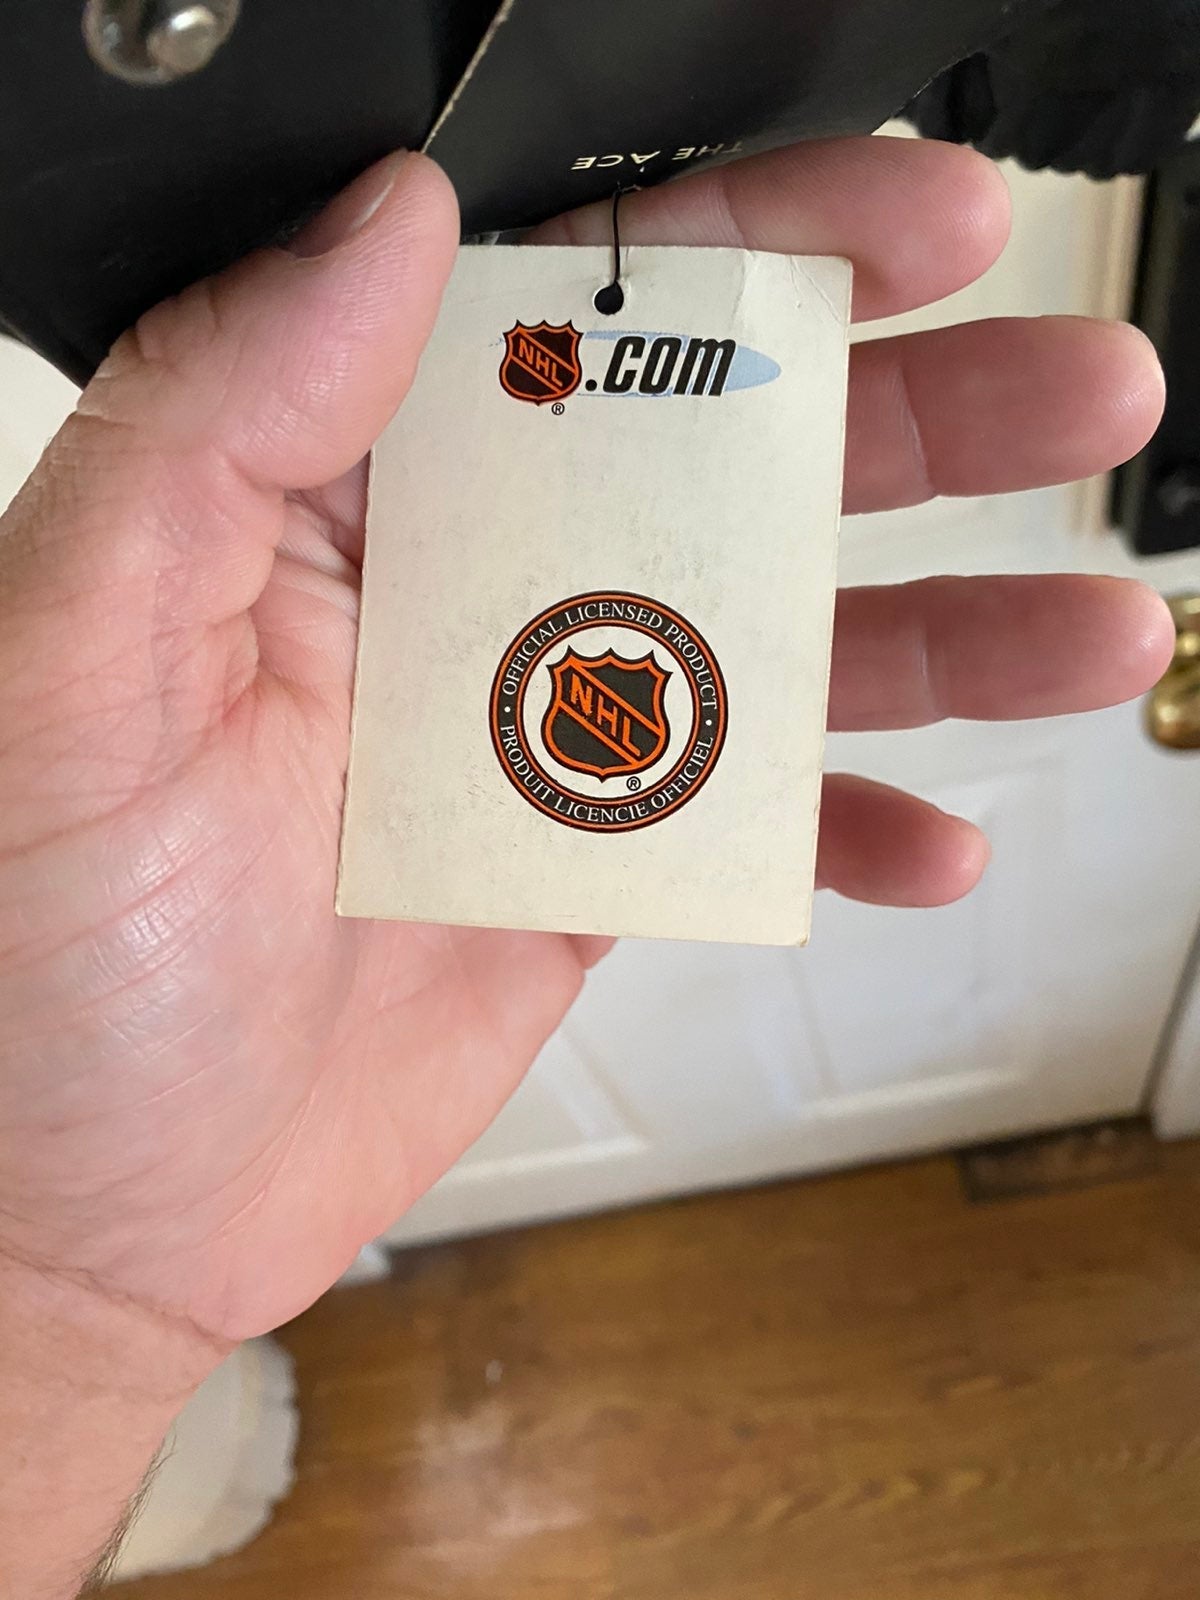 THE ACE
NHL.com
®
OFFICIAL LICENSED PRODUCT
NHL
®
PRODUIT LICENCIE OFFICIEL